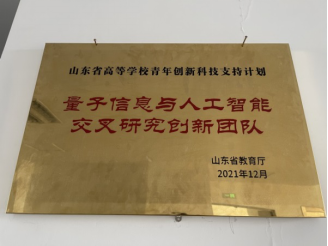 山东省高等学校青年创新科技支持计划
量子信息与人工智能
交叉研究创新团队
山东省教育厅
2021年12月